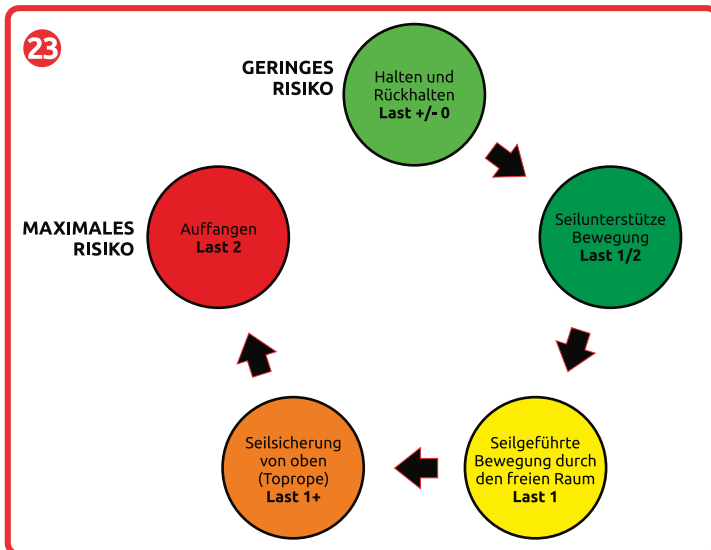 23
GERINGES
RISIKO
Halten und
Rückhalten
Last +/- 0
Seilunterstütze
Bewegung
Last 1/2
Seilgeführte
Bewegung durch
den freien Raum
Last 1
Seilsicherung
von oben
(Toprope)
Last 1+
MAXIMALES
RISIKO
Auffangen
Last 2